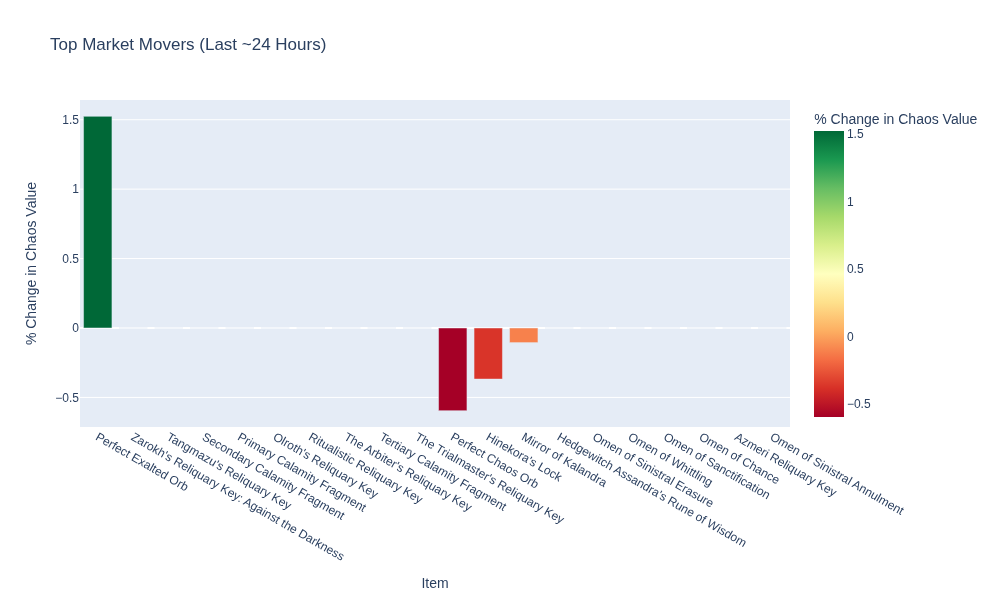 Top Market Movers (Last ~24 Hours)
% Change in Chaos Value
1.5
1
0.5
0
−0.5
% Change in Chaos Value
1.5
1
0.5
0
−0.5
Perfect Exalted Orb
Zarokh's Reliquary Key: Against the Darkness
Tangmazu's Reliquary Key
Secondary Calamity Fragment
Primary Calamity Fragment
Olroth's Reliquary Key
Ritualistic Reliquary Key
The Arbiter's Reliquary Key
Tertiary Calamity Fragment
The Trialmaster's Reliquary Key
Perfect Chaos Orb
Hinekora's Lock
Mirror of Kalandra
Hedgewitch Assandra's Rune of Wisdom
Omen of Sinistral Erasure
Omen of Whittling
Omen of Sanctification
Omen of Chance
Azmeri Reliquary Key
Omen of Sinistral Annulment
Item